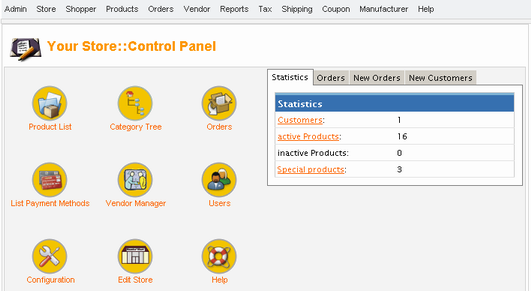 Admin Store Shopper Products Orders Vendor Reports Tax Shipping Coupon Manufacturer Help
Your Store::Control Panel
Product List Category Tree Orders
List Payment Methods Vendor Manager Users
Configuration Edit Store Help
Statistics Orders New Orders New Customers
Statistics
Customers: 1
active Products: 16
inactive Products: 0
Special products: 3